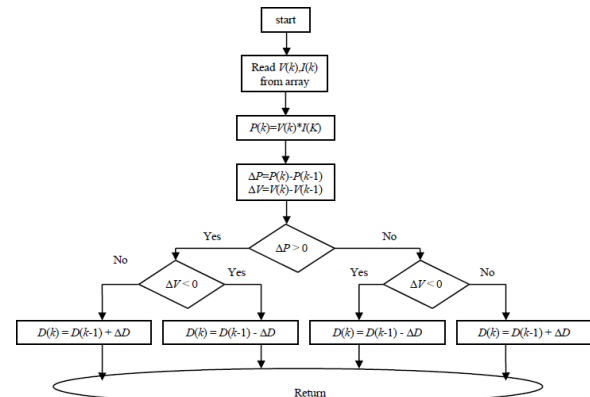 start
Read V(k),I(k)
from array
P(k)=V(k)*I(K)
ΔP=P(k)-P(k-1)
ΔV=V(k)-V(k-1)
Yes
No
ΔP > 0
No
Yes
Yes
No
ΔV < 0
ΔV < 0
D(k) = D(k-1) + ΔD
D(k) = D(k-1) - ΔD
D(k) = D(k-1) - ΔD
D(k) = D(k-1) + ΔD
Return